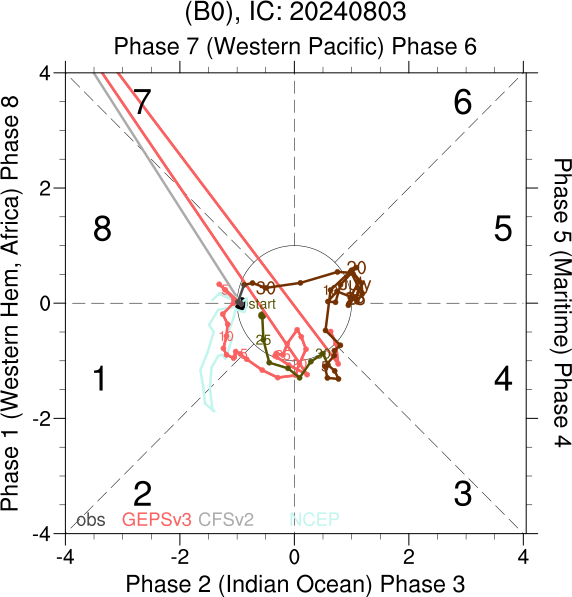 (B0), IC: 20240803
Phase 7 (Western Pacific) Phase 6
Phase 1 (Western Hem, Africa) Phase 8
Phase 5 (Maritime) Phase 4
4
2
0
-2
-4
7
6
8
5
1
4
2
3
30
start
20
July
25
10
5
obs GEPSv3 CFSv2 NCEP
-4 -2 0 2 4
Phase 2 (Indian Ocean) Phase 3